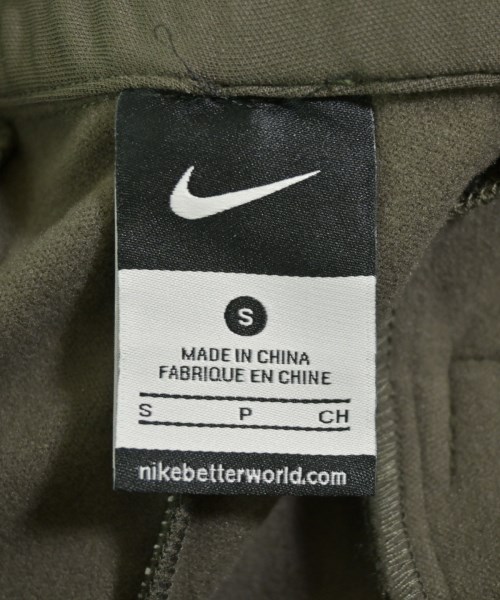 S
MADE IN CHINA
FABRIQUE EN CHINE
S P CH
nikebetterworld.com